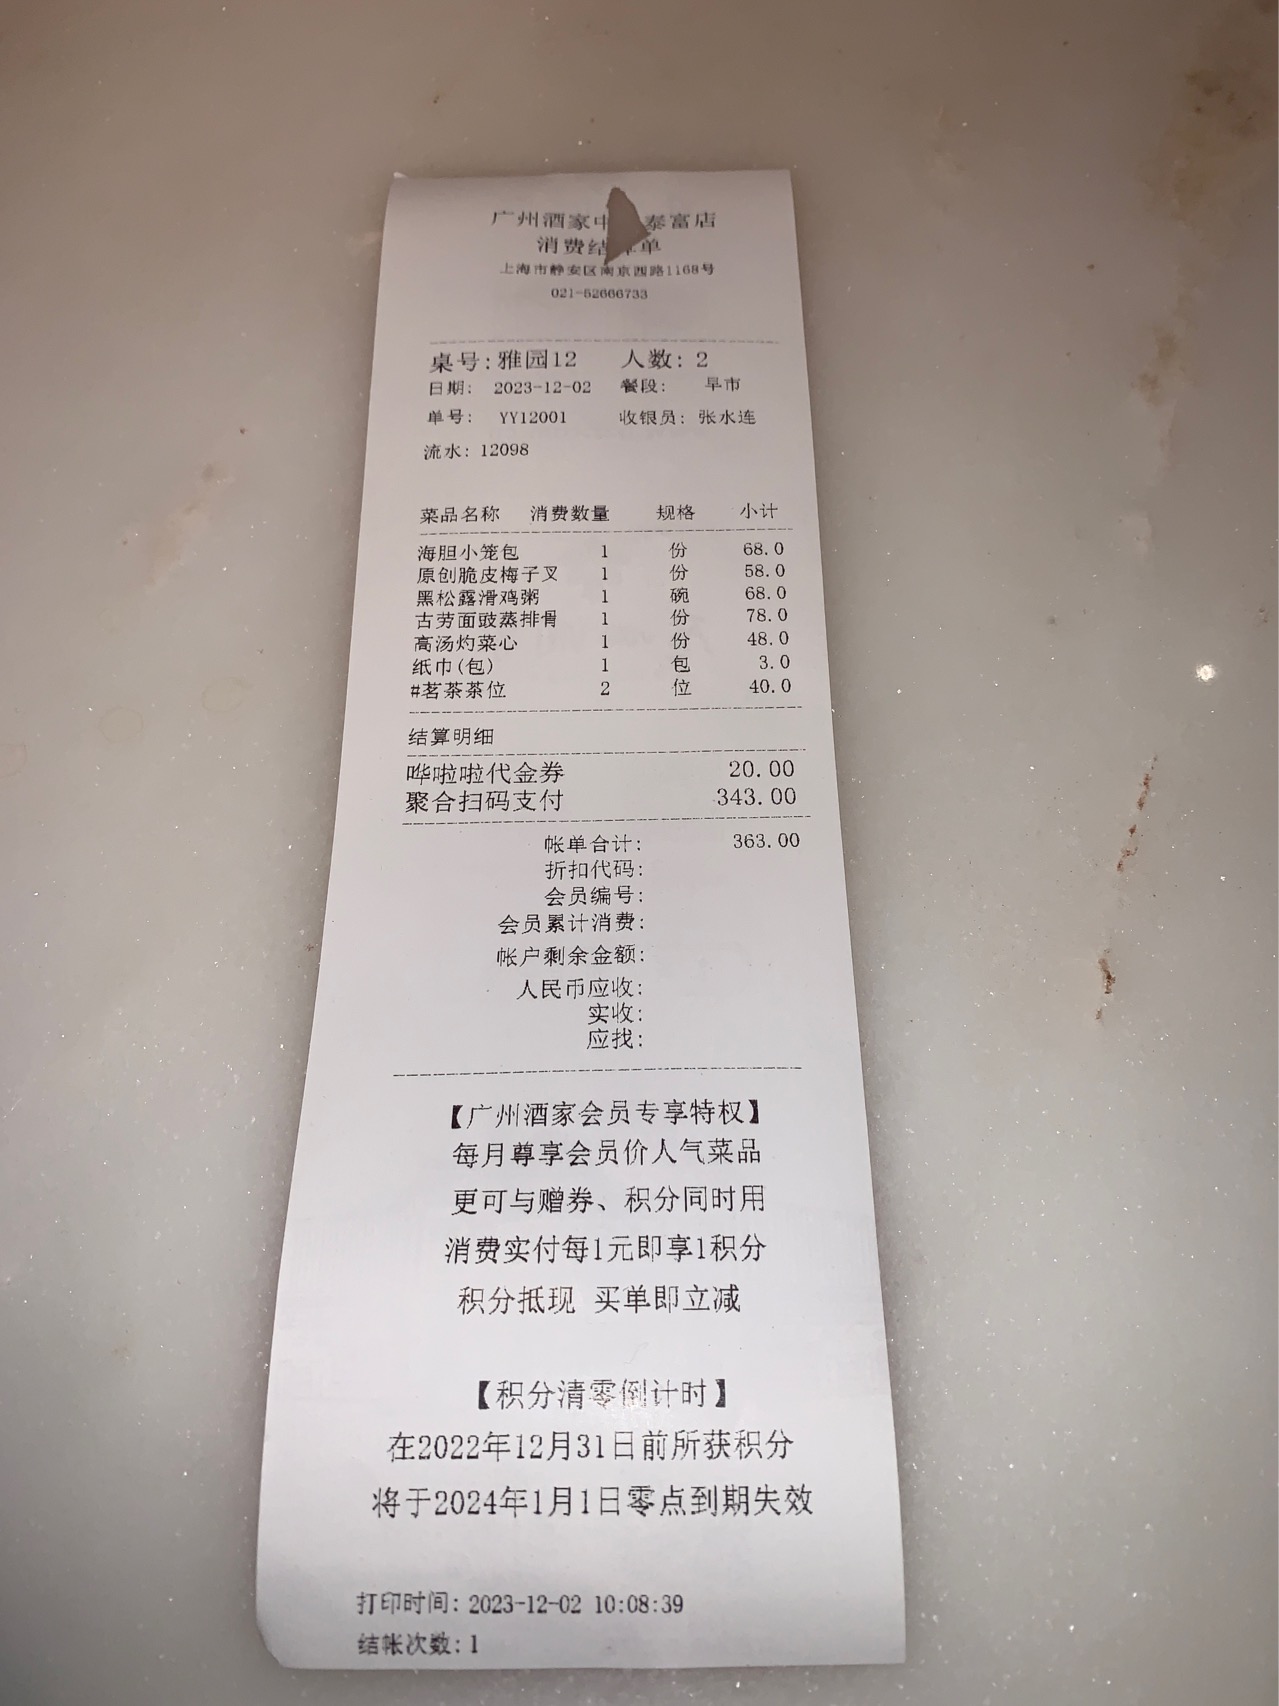 广州酒家中 泰富店
消费结 单
上海市静安区南京西路1168号
021-52666733
桌号:雅园12 人数: 2
日期: 2023-12-02 餐段: 早市
单号: YY12001 收银员: 张水连
流水: 12098
菜品名称 消费数量 规格 小计
海胆小笼包 1 份 68.0
原创脆皮梅子叉 1 份 58.0
黑松露滑鸡粥 1 碗 68.0
古劳面豉蒸排骨 1 份 78.0
高汤灼菜心 1 份 48.0
纸巾(包) 1 包 3.0
#茗茶茶位 2 位 40.0
结算明细
哗啦啦代金券 20.00
聚合扫码支付 343.00
帐单合计: 363.00
折扣代码:
会员编号:
会员累计消费:
帐户剩余金额:
人民币应收:
实收:
应找:
【广州酒家会员专享特权】
每月尊享会员价人气菜品
更可与赠券、积分同时用
消费实付每1元即享1积分
积分抵现 买单即立减
【积分清零倒计时】
在2022年12月31日前所获积分
将于2024年1月1日零点到期失效
打印时间: 2023-12-02 10:08:39
结帐次数: 1